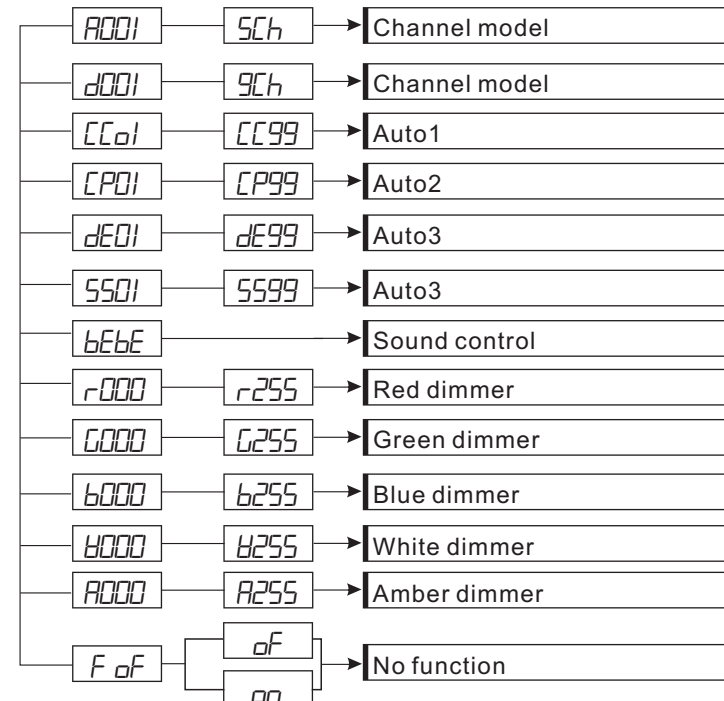 A001 5Ch Channel model
d001 9Ch Channel model
CCo1 CC99 Auto1
CP01 CP99 Auto2
dE01 dE99 Auto3
SS01 SS99 Auto3
bEbE Sound control
r000 r255 Red dimmer
G000 G255 Green dimmer
b000 b255 Blue dimmer
H000 H255 White dimmer
A000 A255 Amber dimmer
oF
F oF No function